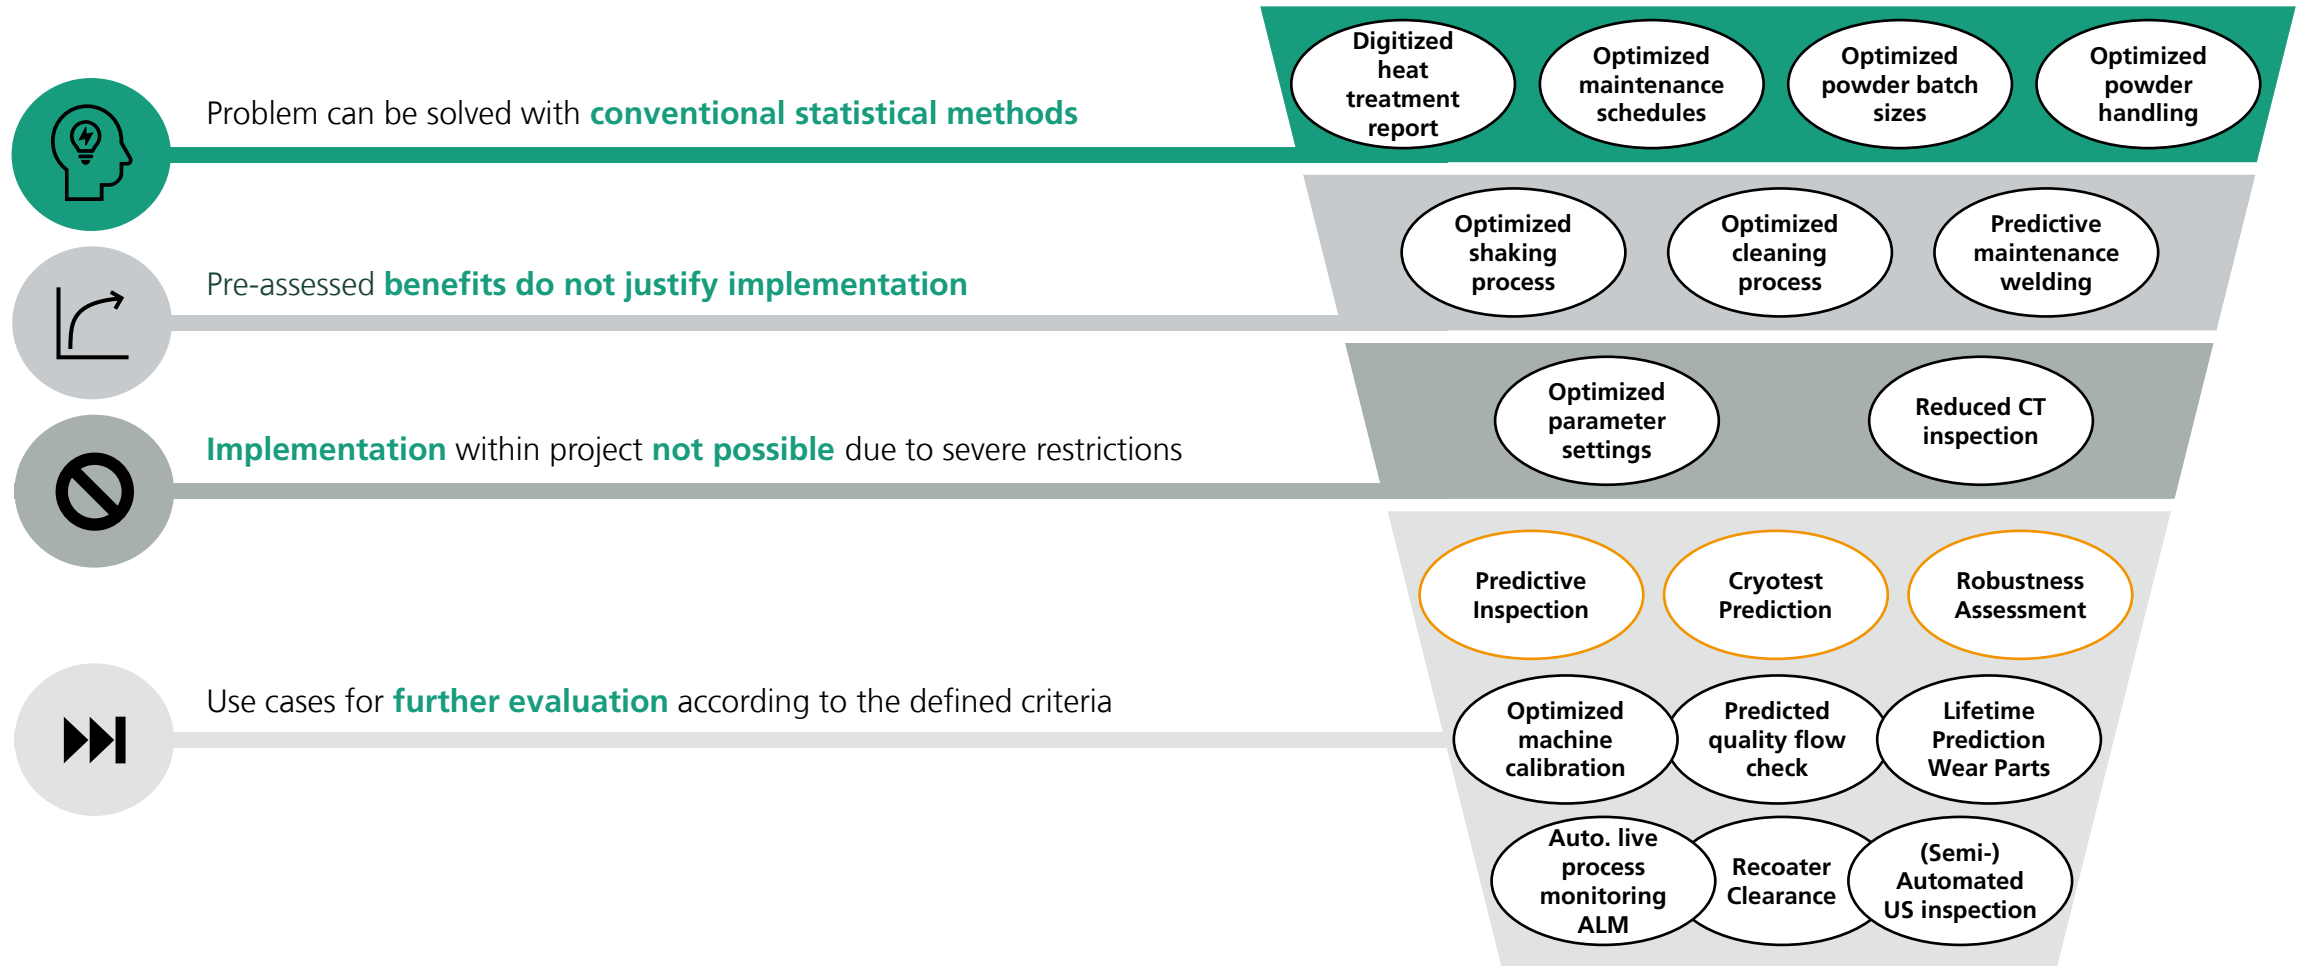 Problem can be solved with conventional statistical methods
Digitized
heat
treatment
report
Optimized
maintenance
schedules
Optimized
powder batch
sizes
Optimized
powder
handling
Pre-assessed benefits do not justify implementation
Optimized
shaking
process
Optimized
cleaning
process
Predictive
maintenance
welding
Implementation within project not possible due to severe restrictions
Optimized
parameter
settings
Reduced CT
inspection
Use cases for further evaluation according to the defined criteria
Predictive
Inspection
Cryotest
Prediction
Robustness
Assessment
Optimized
machine
calibration
Predicted
quality flow
check
Lifetime
Prediction
Wear Parts
Auto. live
process
monitoring
ALM
Recoater
Clearance
(Semi-)
Automated
US inspection